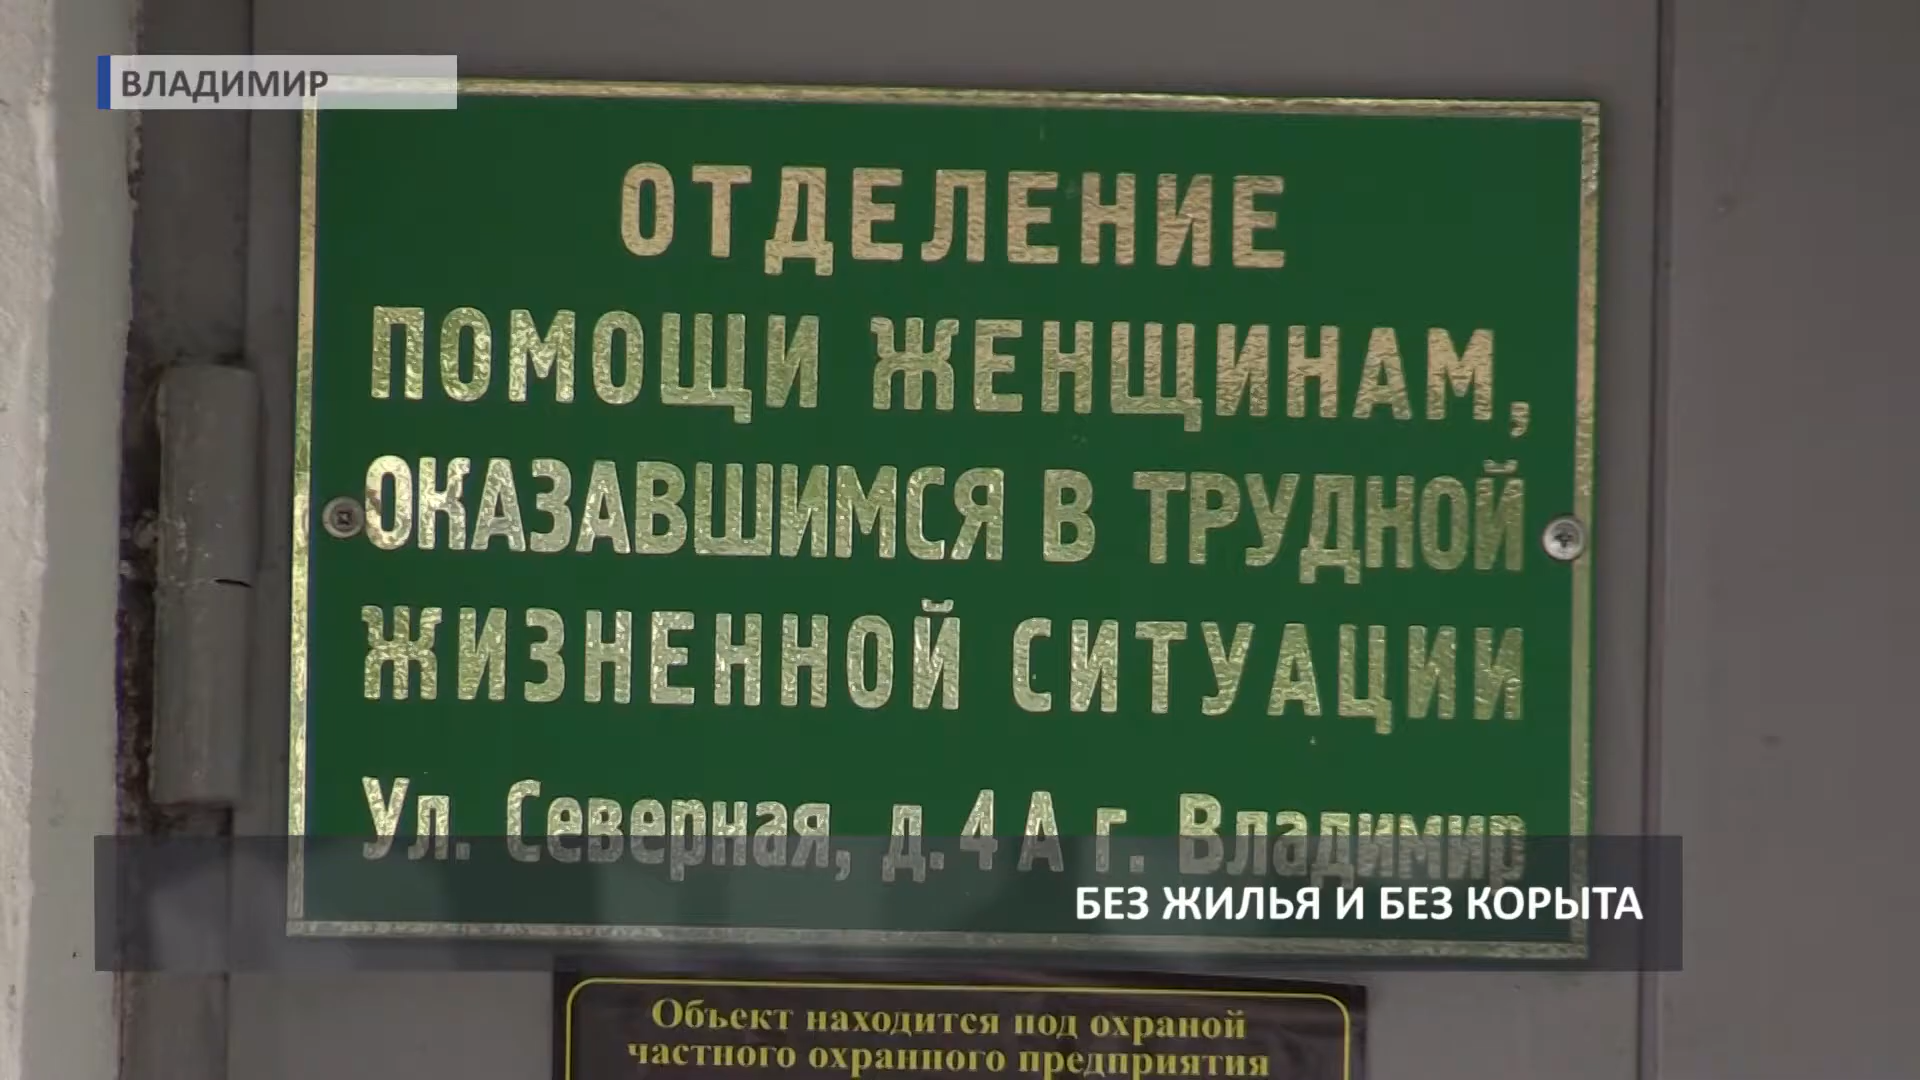 ВЛАДИМИР
ОТДЕЛЕНИЕ
ПОМОЩИ ЖЕНЩИНАМ,
ОКАЗАВШИМСЯ В ТРУДНОЙ
ЖИЗНЕННОЙ СИТУАЦИИ
Ул. Северная, д. 4 А г. Владимир
БЕЗ ЖИЛЬЯ И БЕЗ КОРЫТА
Объект находится под охраной
частного охранного предприятия